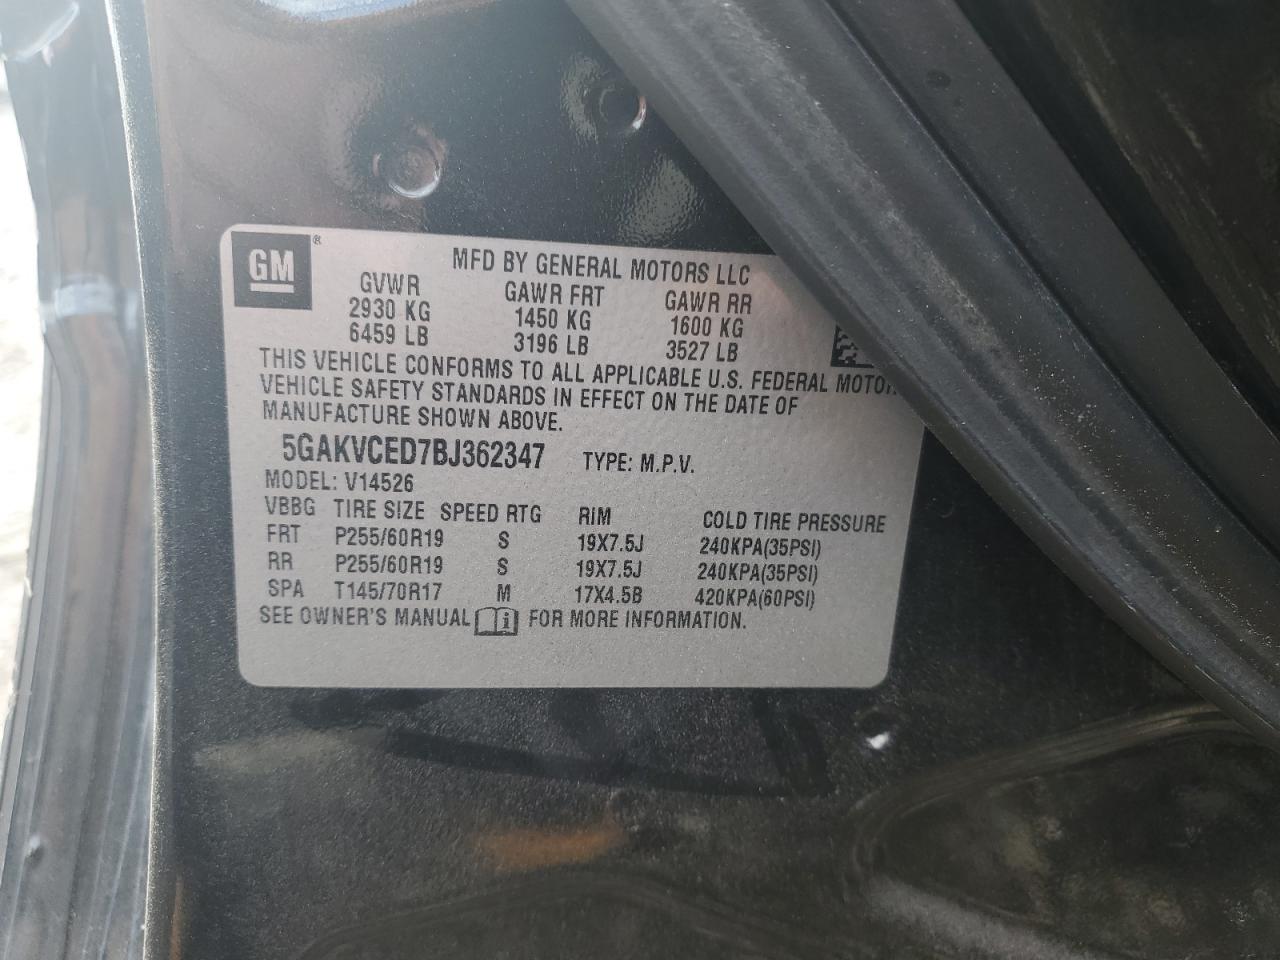 GM ®
MFD BY GENERAL MOTORS LLC
GVWR GAWR FRT GAWR RR
2930 KG 1450 KG 1600 KG
6459 LB 3196 LB 3527 LB
THIS VEHICLE CONFORMS TO ALL APPLICABLE U.S. FEDERAL MOTOR
VEHICLE SAFETY STANDARDS IN EFFECT ON THE DATE OF
MANUFACTURE SHOWN ABOVE.
5GAKVCED7BJ362347 TYPE: M.P.V.
MODEL: V14526
VBBG TIRE SIZE SPEED RTG RIM COLD TIRE PRESSURE
FRT P255/60R19 S 19X7.5J 240KPA(35PSI)
RR P255/60R19 S 19X7.5J 240KPA(35PSI)
SPA T145/70R17 M 17X4.5B 420KPA(60PSI)
SEE OWNER'S MANUAL i FOR MORE INFORMATION.